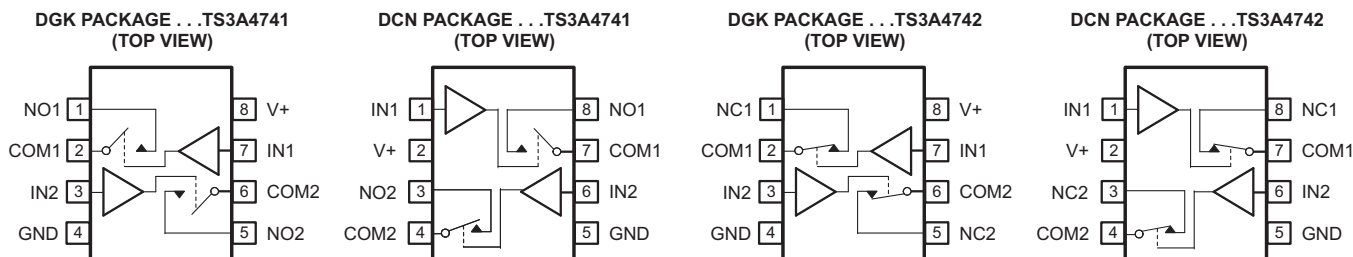 DGK PACKAGE . . .TS3A4741
(TOP VIEW)
NO1 1
COM1 2
IN2 3
GND 4
8 V+
7 IN1
6 COM2
5 NO2
DCN PACKAGE . . .TS3A4741
(TOP VIEW)
IN1 1
V+ 2
NO2 3
COM2 4
8 NO1
7 COM1
6 IN2
5 GND
DGK PACKAGE . . .TS3A4742
(TOP VIEW)
NC1 1
COM1 2
IN2 3
GND 4
8 V+
7 IN1
6 COM2
5 NC2
DCN PACKAGE . . .TS3A4742
(TOP VIEW)
IN1 1
V+ 2
NC2 3
COM2 4
8 NC1
7 COM1
6 IN2
5 GND